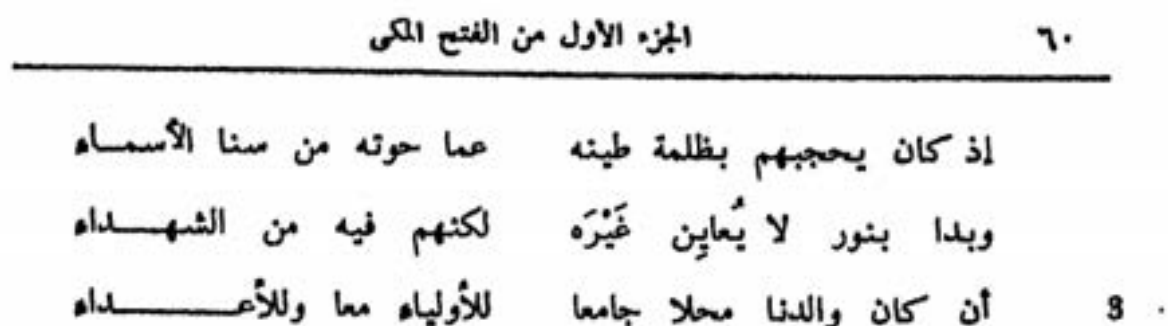 ٦٠ الجزء الأول من الفتح المكى
إذ كان يحجبهم بظلمة طينه عما حوته من سنا الأسماء
وبدا بنور لا يُعاين غَيْرَه لكنهم فيه من الشهداء
3 أن كان والدنا محلا جامعا للأولياء معا وللأعداء